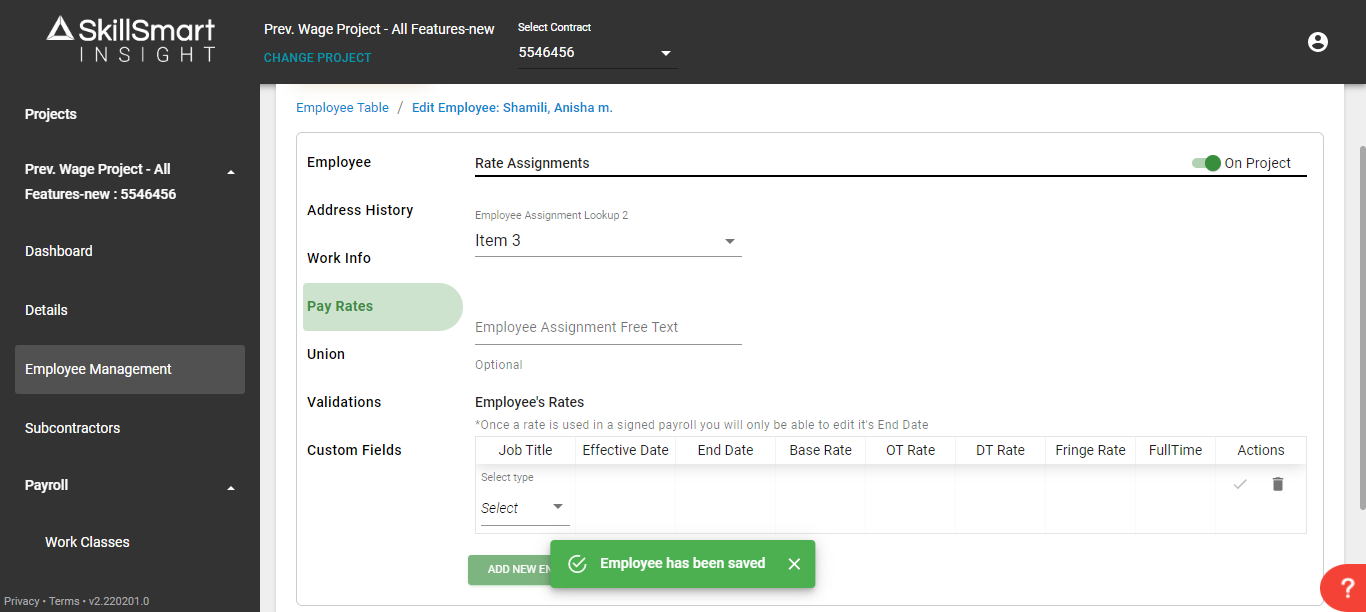 SkillSmart
INSIGHT
Prev. Wage Project - All Features-new
CHANGE PROJECT
Select Contract
5546456
Projects
Prev. Wage Project - All
Features-new : 5546456
Dashboard
Details
Employee Management
Subcontractors
Payroll
Work Classes
Privacy • Terms • v2.220201.0
Employee Table / Edit Employee: Shamili, Anisha m.
Employee
Address History
Work Info
Pay Rates
Union
Validations
Custom Fields
Rate Assignments
On Project
Employee Assignment Lookup 2
Item 3
Employee Assignment Free Text
Optional
Employee's Rates
*Once a rate is used in a signed payroll you will only be able to edit it's End Date
Job Title Effective Date End Date Base Rate OT Rate DT Rate Fringe Rate FullTime Actions
Select type
Select
ADD NEW EN
Employee has been saved
?